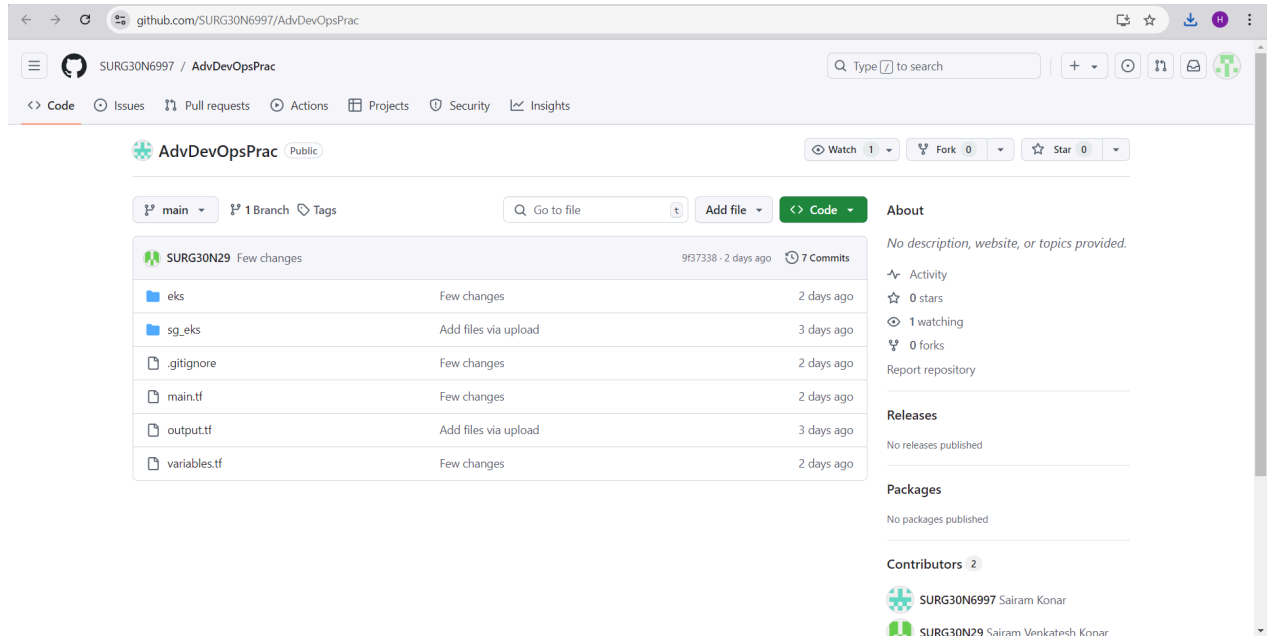 github.com/SURG30N6997/AdvDevOpsPrac
H
SURG30N6997 / AdvDevOpsPrac
Type / to search
Code Issues Pull requests Actions Projects Security Insights
AdvDevOpsPrac Public
Watch 1 Fork 0 Star 0
main 1 Branch Tags Go to file t Add file Code
SURG30N29 Few changes 9f37338 · 2 days ago 7 Commits
eks Few changes 2 days ago
sg_eks Add files via upload 3 days ago
.gitignore Few changes 2 days ago
main.tf Few changes 2 days ago
output.tf Add files via upload 3 days ago
variables.tf Few changes 2 days ago
About
No description, website, or topics provided.
Activity
0 stars
1 watching
0 forks
Report repository
Releases
No releases published
Packages
No packages published
Contributors 2
SURG30N6997 Sairam Konar
SURG30N29 Sairam Venkatesh Konar